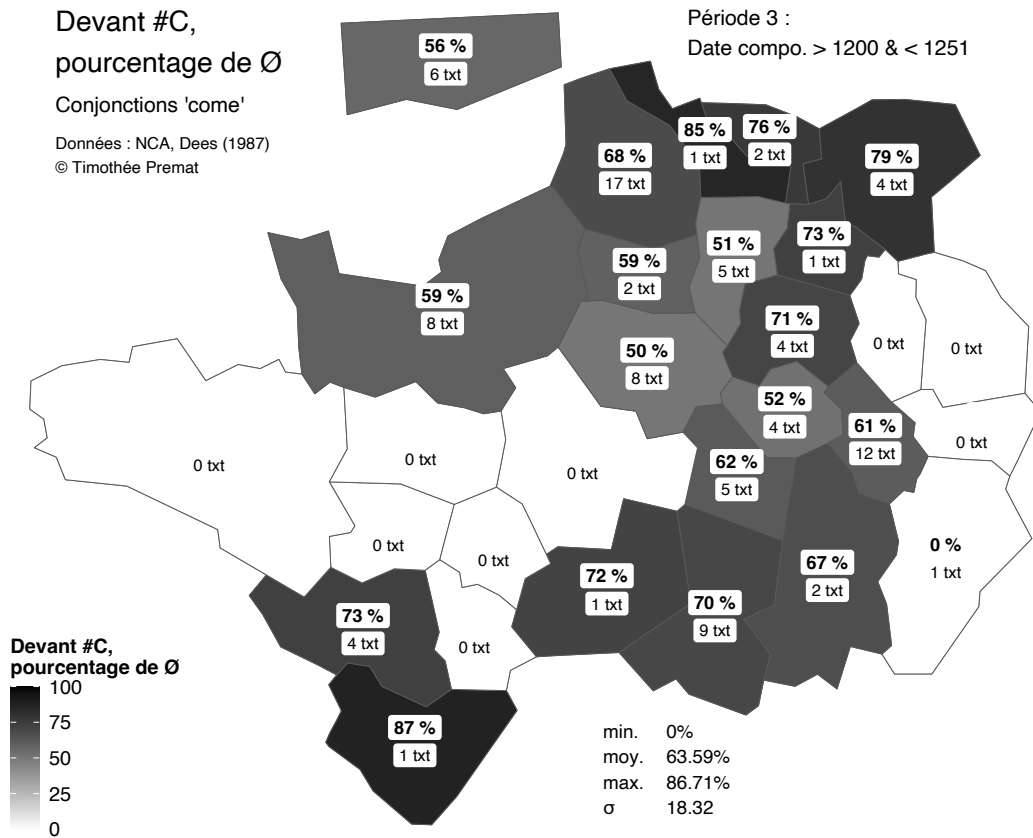 Devant #C,
pourcentage de Ø
Conjonctions 'come'
Données : NCA, Dees (1987)
© Timothée Premat
Période 3 :
Date compo. > 1200 & < 1251
56 %
6 txt
85 %
1 txt
76 %
2 txt
68 %
17 txt
79 %
4 txt
51 %
5 txt
73 %
1 txt
59 %
2 txt
59 %
8 txt
71 %
4 txt
0 txt
0 txt
50 %
8 txt
52 %
4 txt
61 %
12 txt
0 txt
0 txt
0 txt
0 txt
62 %
5 txt
0 txt
0 txt
0 %
1 txt
67 %
2 txt
72 %
1 txt
70 %
9 txt
73 %
4 txt
0 txt
87 %
1 txt
Devant #C,
pourcentage de Ø
100
75
50
25
0
min. 0%
moy. 63.59%
max. 86.71%
σ 18.32